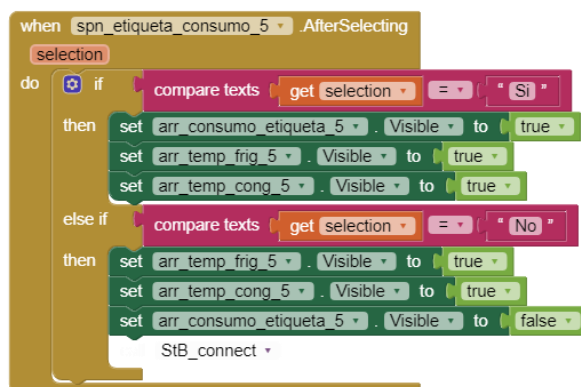 when spn_etiqueta_consumo_5 .AfterSelecting
selection
do if compare texts get selection = " Si "
then set arr_consumo_etiqueta_5 . Visible to true
set arr_temp_frig_5 . Visible to true
set arr_temp_cong_5 . Visible to true
else if compare texts get selection = " No "
then set arr_temp_frig_5 . Visible to true
set arr_temp_cong_5 . Visible to true
set arr_consumo_etiqueta_5 . Visible to false
StB_connect